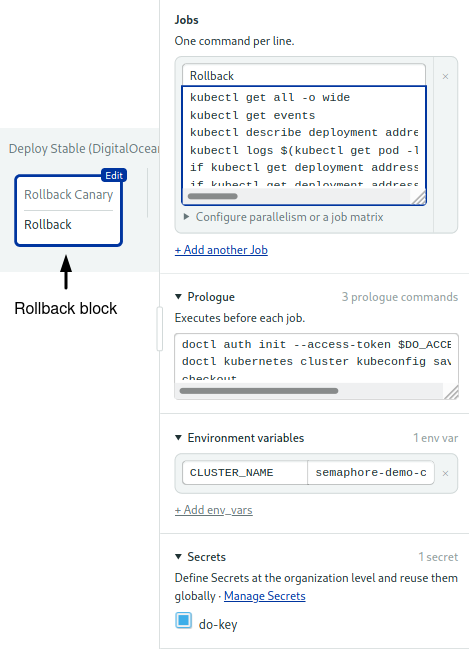 Jobs
One command per line.
Rollback
×
kubectl get all -o wide
kubectl get events
kubectl describe deployment addre
kubectl logs $(kubectl get pod -l
if kubectl get deployment address
if kubectl get deployment address
Configure parallelism or a job matrix
+ Add another Job
Deploy Stable (DigitalOcean
Edit
Rollback Canary
Rollback
Rollback block
Prologue
3 prologue commands
Executes before each job.
doctl auth init --access-token $DO_ACCE
doctl kubernetes cluster kubeconfig sav
checkout
Environment variables
1 env var
CLUSTER_NAME
semaphore-demo-c
×
+ Add env_vars
Secrets
1 secret
Define Secrets at the organization level and reuse them
globally · Manage Secrets
do-key